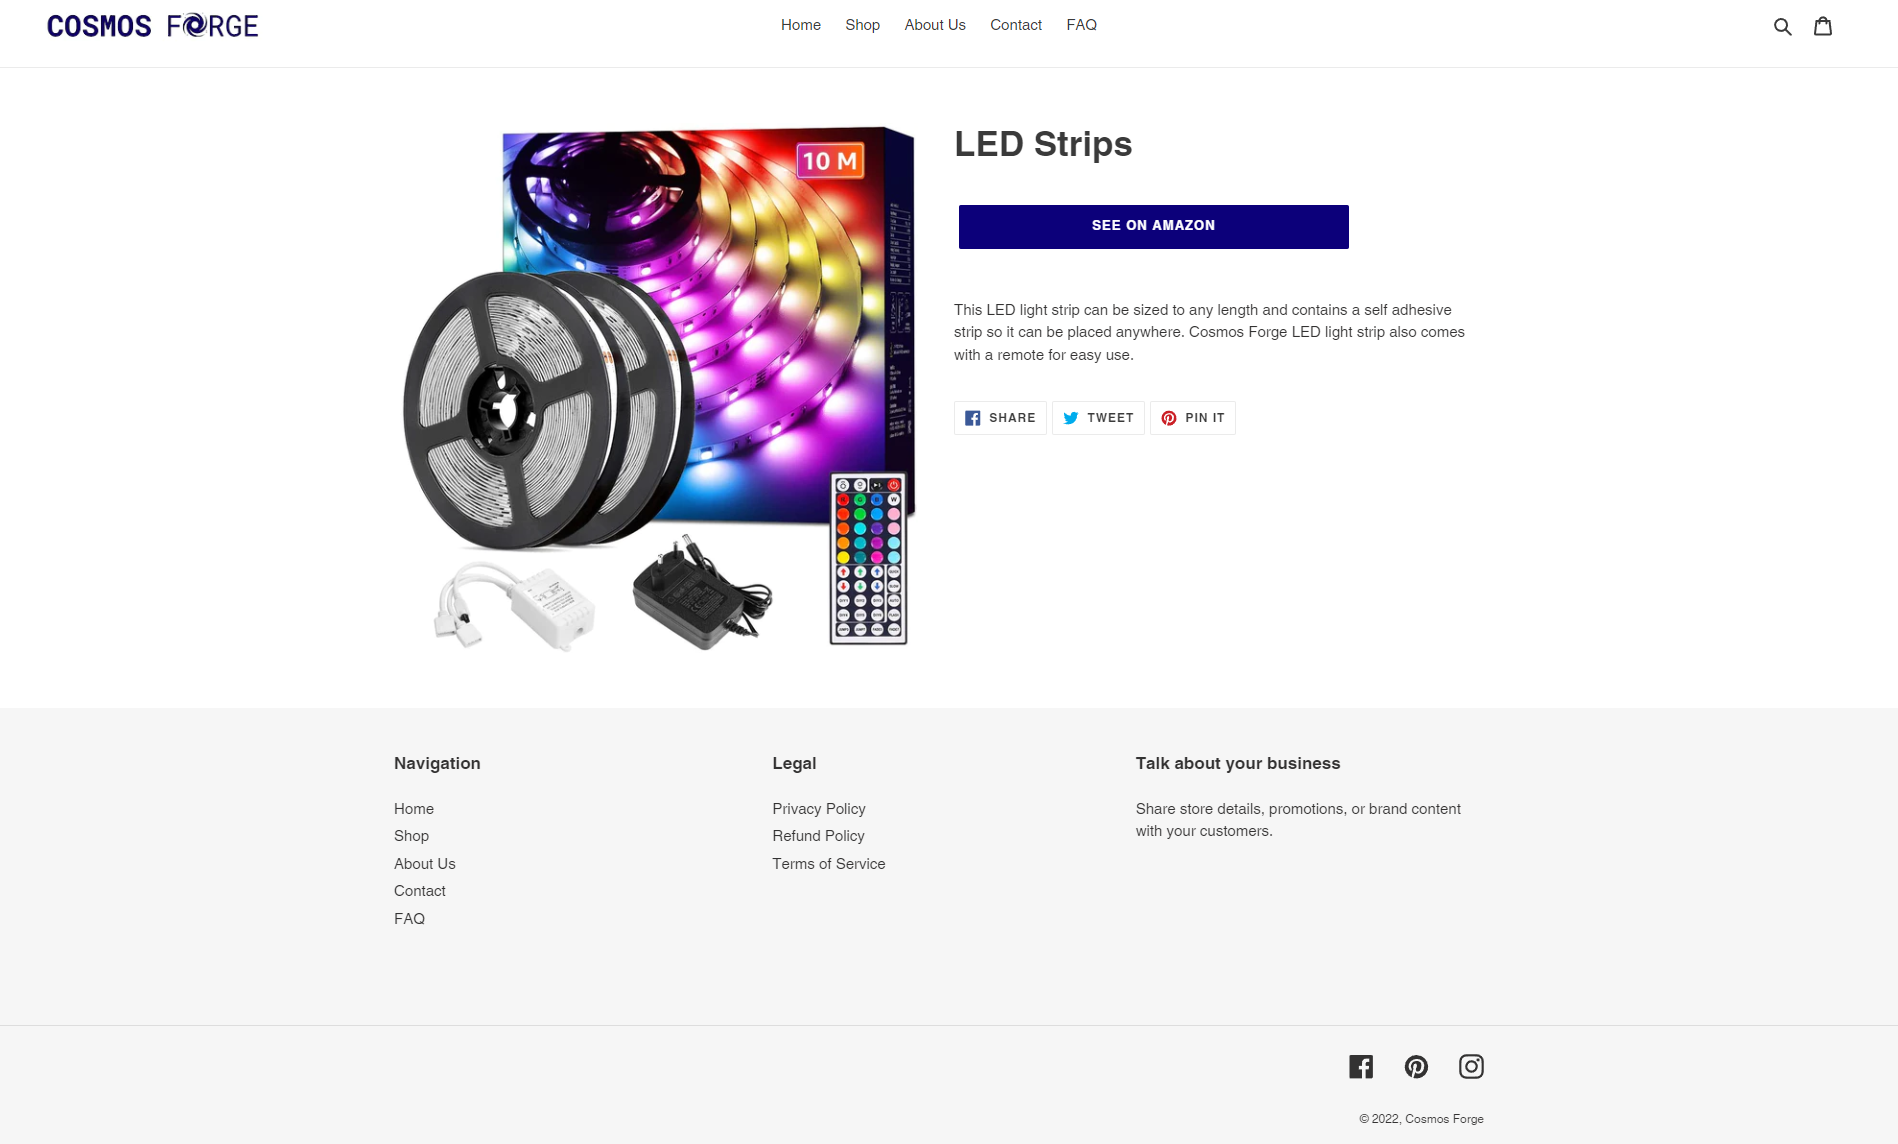 COSMOS FORGE
Home Shop About Us Contact FAQ
10 M
LED Strips
SEE ON AMAZON
This LED light strip can be sized to any length and contains a self adhesive
strip so it can be placed anywhere. Cosmos Forge LED light strip also comes
with a remote for easy use.
SHARE TWEET PIN IT
Navigation
Home
Shop
About Us
Contact
FAQ
Legal
Privacy Policy
Refund Policy
Terms of Service
Talk about your business
Share store details, promotions, or brand content
with your customers.
© 2022, Cosmos Forge